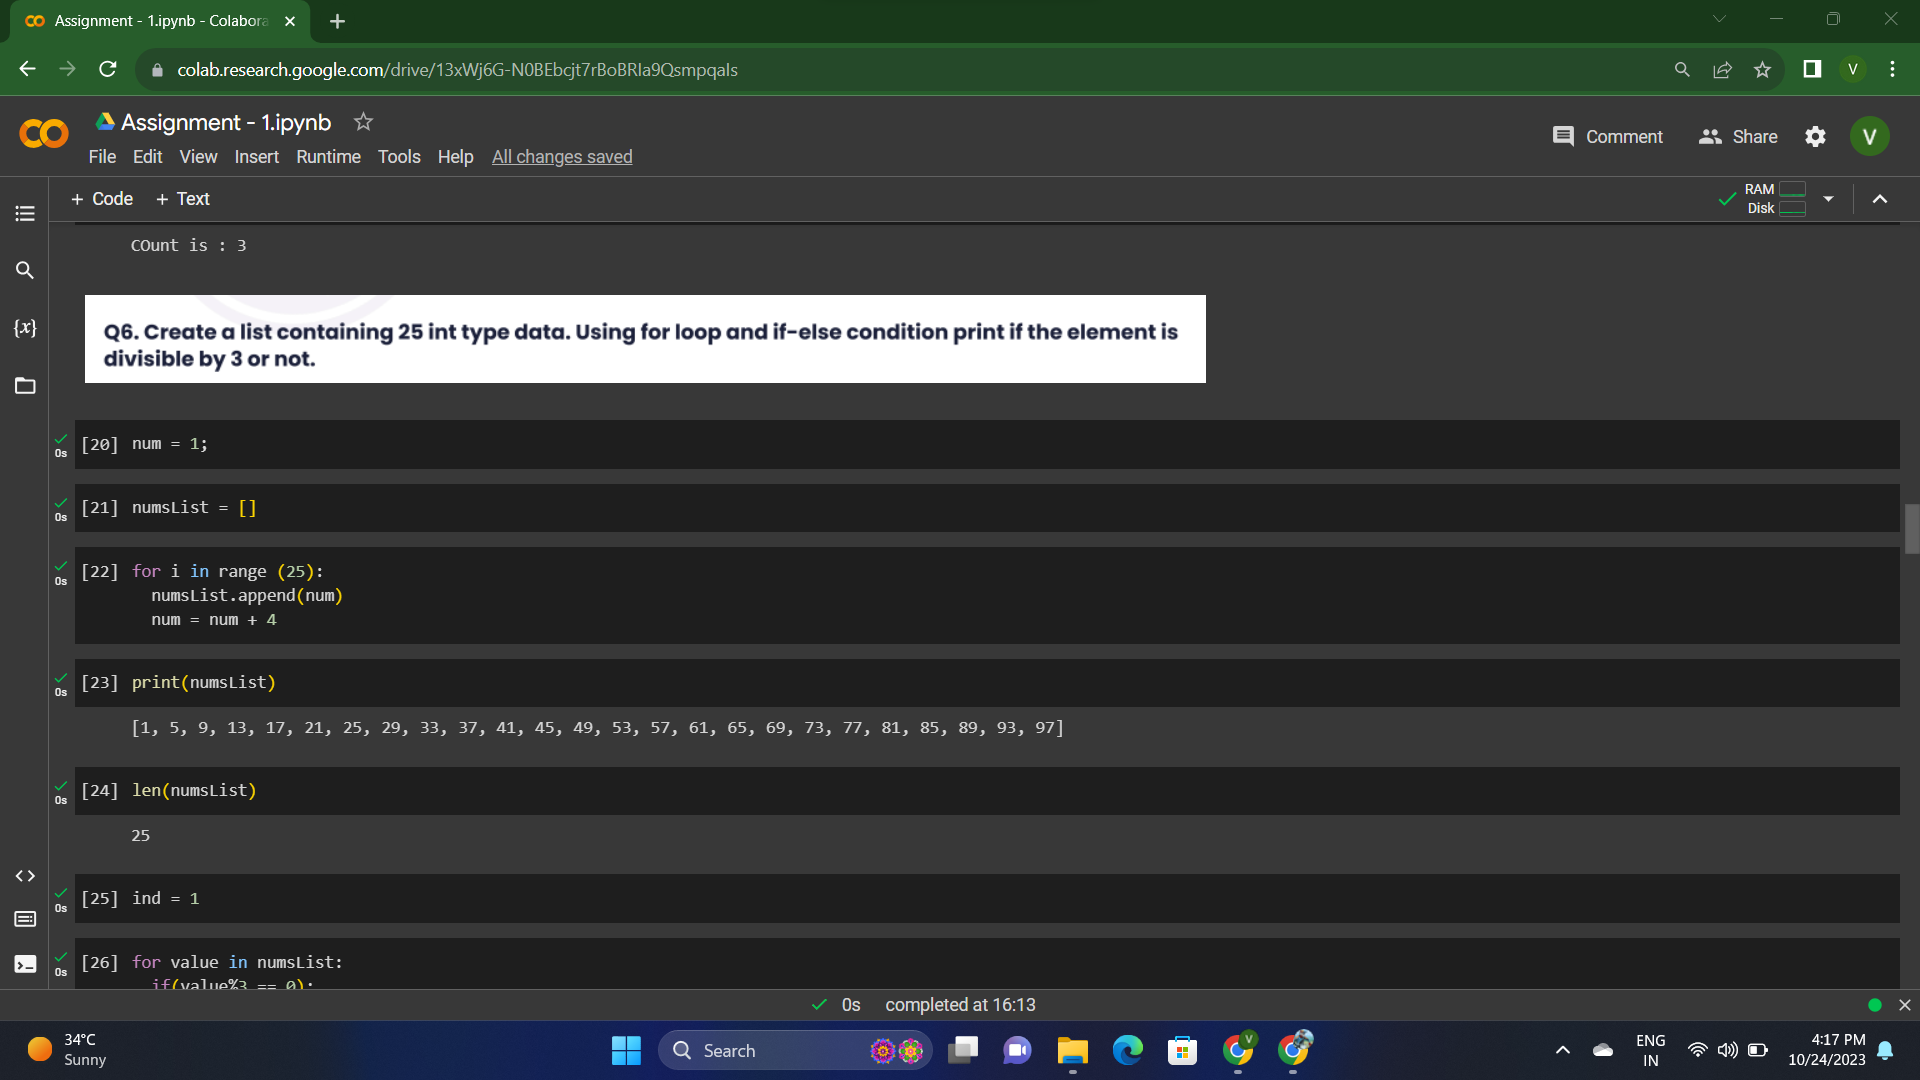 Assignment - 1.ipynb - Colabora
colab.research.google.com/drive/13xWj6G-N0BEbcjt7rBoBRIa9Qsmpqals
V
Assignment - 1.ipynb
Comment
Share
V
File Edit View Insert Runtime Tools Help All changes saved
+ Code + Text
RAM
Disk
COunt is : 3
Q6. Create a list containing 25 int type data. Using for loop and if-else condition print if the element is
divisible by 3 or not.
{x}
0s
[20] num = 1;
0s
[21] numsList = []
0s
[22] for i in range (25):
numsList.append(num)
num = num + 4
0s
[23] print(numsList)
[1, 5, 9, 13, 17, 21, 25, 29, 33, 37, 41, 45, 49, 53, 57, 61, 65, 69, 73, 77, 81, 85, 89, 93, 97]
0s
[24] len(numsList)
25
0s
[25] ind = 1
0s
[26] for value in numsList:
if(value%3 == 0):
0s completed at 16:13
34°C
Sunny
Search
V
ENG
IN
4:17 PM
10/24/2023